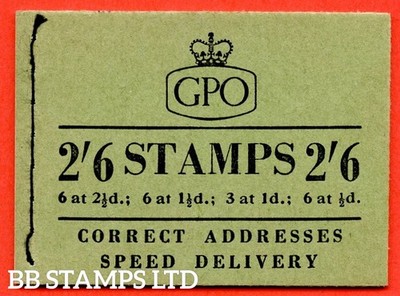 GPO
2'6 STAMPS 2'6
6 at 2½d.; 6 at 1½d.; 3 at 1d.; 6 at ½d.
CORRECT ADDRESSES
SPEED DELIVERY
BB STAMPS LTD